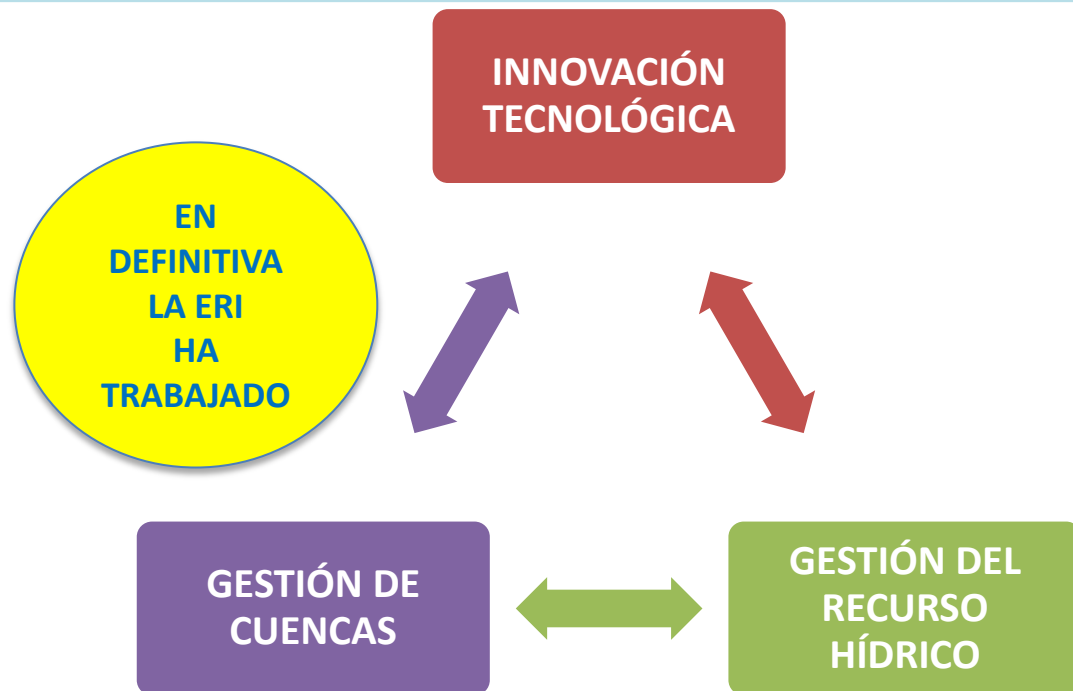 INNOVACIÓN
TECNOLÓGICA
EN
DEFINITIVA
LA ERI
HA
TRABAJADO
GESTIÓN DE
CUENCAS
GESTIÓN DEL
RECURSO
HÍDRICO